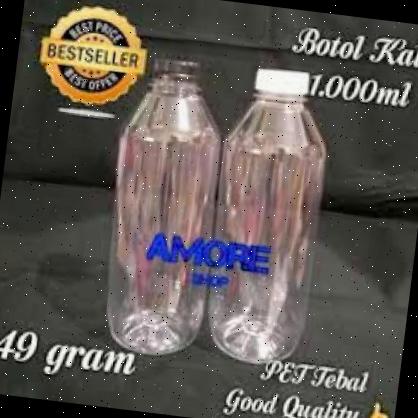 BEST PRICE
BESTSELLER
BEST OFFER
Botol Kal
1.000ml
AMORE
SHOP
49 gram
PET Tebal
Good Quality